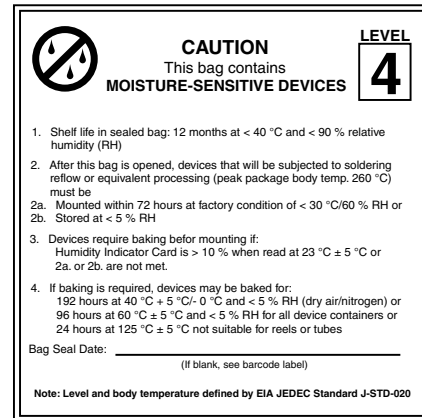 LEVEL
CAUTION
This bag contains
MOISTURE-SENSITIVE DEVICES
4
1. Shelf life in sealed bag: 12 months at < 40 °C and < 90 % relative
humidity (RH)
2. After this bag is opened, devices that will be subjected to soldering
reflow or equivalent processing (peak package body temp. 260 °C)
must be
2a. Mounted within 72 hours at factory condition of < 30 °C/60 % RH or
2b. Stored at < 5 % RH
3. Devices require baking befor mounting if:
Humidity Indicator Card is > 10 % when read at 23 °C ± 5 °C or
2a. or 2b. are not met.
4. If baking is required, devices may be baked for:
192 hours at 40 °C + 5 °C/- 0 °C and < 5 % RH (dry air/nitrogen) or
96 hours at 60 °C ± 5 °C and < 5 % RH for all device containers or
24 hours at 125 °C ± 5 °C not suitable for reels or tubes
Bag Seal Date:
(If blank, see barcode label)
Note: Level and body temperature defined by EIA JEDEC Standard J-STD-020